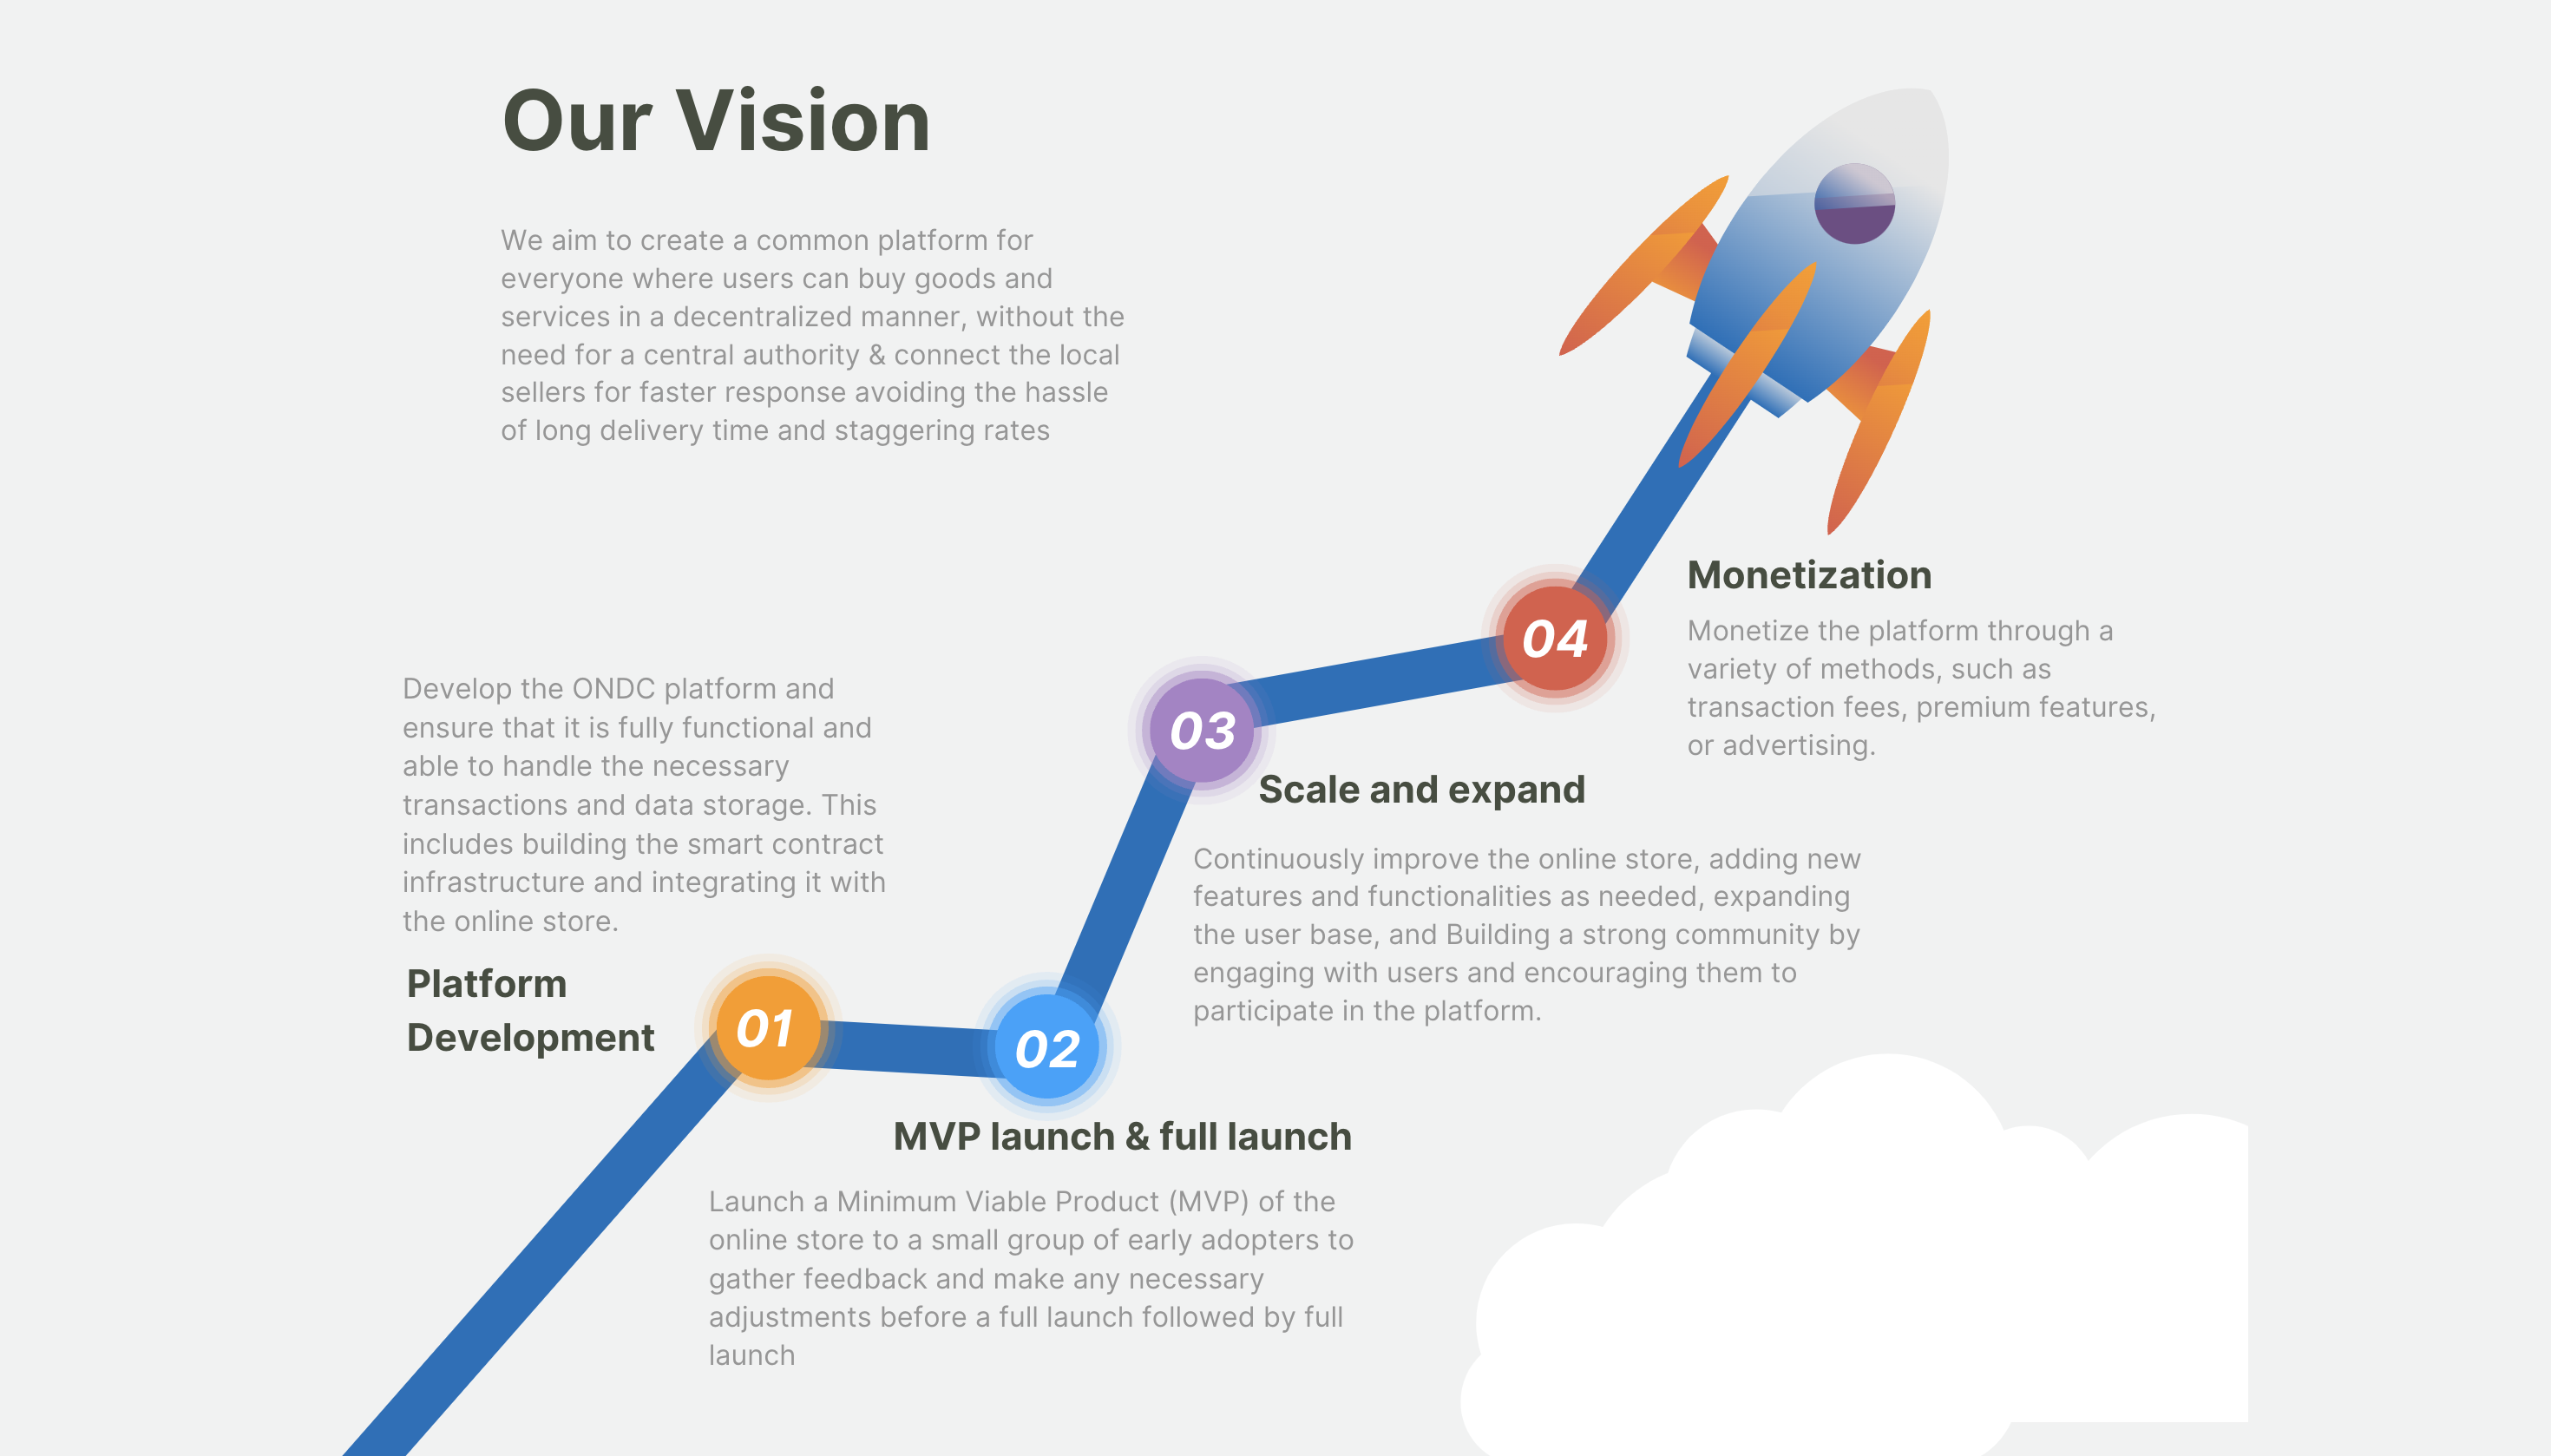 Our Vision
We aim to create a common platform for
everyone where users can buy goods and
services in a decentralized manner, without the
need for a central authority & connect the local
sellers for faster response avoiding the hassle
of long delivery time and staggering rates
Develop the ONDC platform and
ensure that it is fully functional and
able to handle the necessary
transactions and data storage. This
includes building the smart contract
infrastructure and integrating it with
the online store.
Platform
Development
01
02
MVP launch & full launch
Launch a Minimum Viable Product (MVP) of the
online store to a small group of early adopters to
gather feedback and make any necessary
adjustments before a full launch followed by full
launch
03
Scale and expand
Continuously improve the online store, adding new
features and functionalities as needed, expanding
the user base, and Building a strong community by
engaging with users and encouraging them to
participate in the platform.
04
Monetization
Monetize the platform through a
variety of methods, such as
transaction fees, premium features,
or advertising.